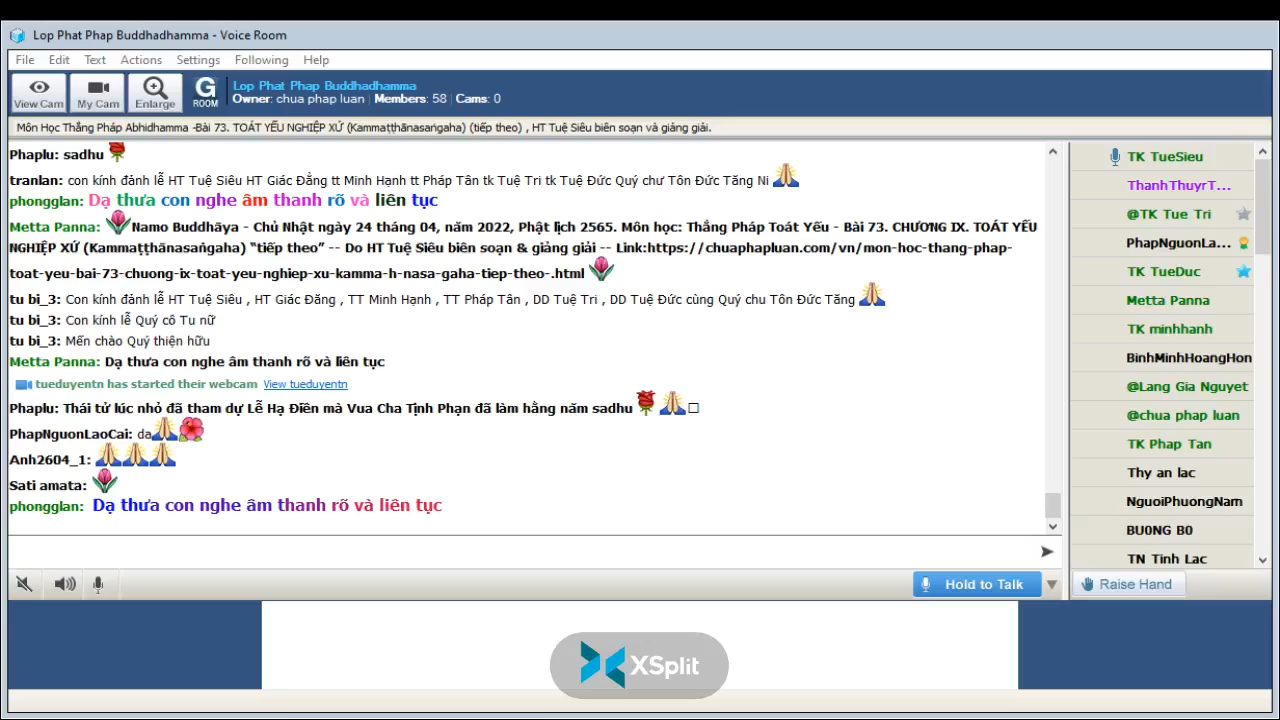 Lop Phat Phap Buddhadhamma - Voice Room
File Edit Text Actions Settings Following Help
View Cam My Cam Enlarge G ROOM
Lop Phat Phap Buddhadhamma
Owner: chua phap luan | Members: 58 | Cams: 0
Môn Học Thắng Pháp Abhidhamma -Bài 73. TOÁT YẾU NGHIỆP XỨ (Kammaṭṭhānasaṅgaha) (tiếp theo) , HT Tuệ Siêu biên soạn và giảng giải.
Phaplu: sadhu
tranlan: con kính đảnh lễ HT Tuệ Siêu HT Giác Đẳng tt Minh Hạnh tt Pháp Tân tk Tuệ Tri tk Tuệ Đức Quý chư Tôn Đức Tăng Ni
phongglan: Dạ thưa con nghe âm thanh rõ và liên tục
Metta Panna: Namo Buddhāya - Chủ Nhật ngày 24 tháng 04, năm 2022, Phật lịch 2565. Môn học: Thắng Pháp Toát Yếu - Bài 73. CHƯƠNG IX. TOÁT YẾU
NGHIỆP XỨ (Kammaṭṭhānasaṅgaha) “tiếp theo” -- Do HT Tuệ Siêu biên soạn & giảng giải -- Link:https://chuaphapluan.com/vn/mon-hoc-thang-phap-
toat-yeu-bai-73-chuong-ix-toat-yeu-nghiep-xu-kamma-h-nasa-gaha-tiep-theo-.html
tu bi_3: Con kính đảnh lễ HT Tuệ Siêu , HT Giác Đăng , TT Minh Hạnh , TT Pháp Tân , DD Tuệ Tri , DD Tuệ Đức cùng Quý chu Tôn Đức Tăng
tu bi_3: Con kính lễ Quý cô Tu nữ
tu bi_3: Mến chào Quý thiện hữu
Metta Panna: Dạ thưa con nghe âm thanh rõ và liên tục
tueduyentn has started their webcam View tueduyentn
Phaplu: Thái tử lúc nhỏ đã tham dự Lễ Hạ Điền mà Vua Cha Tịnh Phạn đã làm hằng năm sadhu
PhapNguonLaoCai: da
Anh2604_1:
Sati amata:
phongglan: Dạ thưa con nghe âm thanh rõ và liên tục
TK TueSieu
ThanhThuyrT...
@TK Tue Tri
PhapNguonLa...
TK TueDuc
Metta Panna
TK minhhanh
BinhMinhHoangHon
@Lang Gia Nguyet
@chua phap luan
TK Phap Tan
Thy an lac
NguoiPhuongNam
BU0NG B0
TN Tinh Lac
Hold to Talk
Raise Hand
XSplit